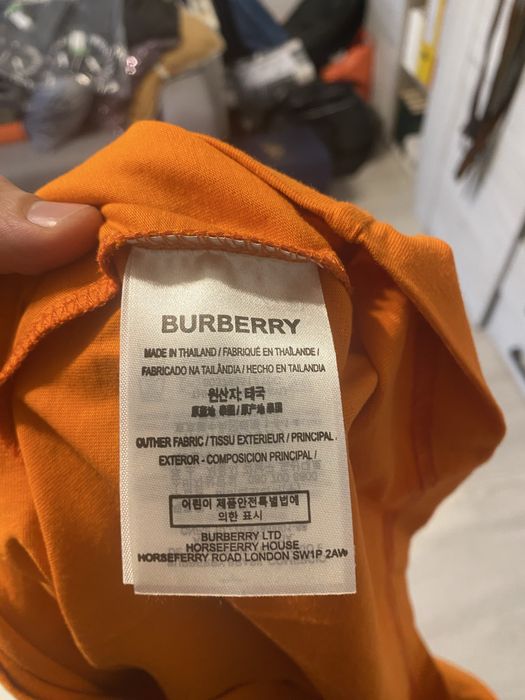 BURBERRY
MADE IN THAILAND / FABRIQUÉ EN THAÏLANDE /
FABRICADO NA TAILÂNDIA / HECHO EN TAILANDIA
원산자: 태국
OUTHER FABRIC / TISSU EXTERIEUR / PRINCIPAL
EXTEROR - COMPOSICION PRINCIPAL /
어린이 제품안전특별법에
의한 표시
BURBERRY LTD
HORSEFERRY HOUSE
HORSEFERRY ROAD LONDON SW1P 2AW